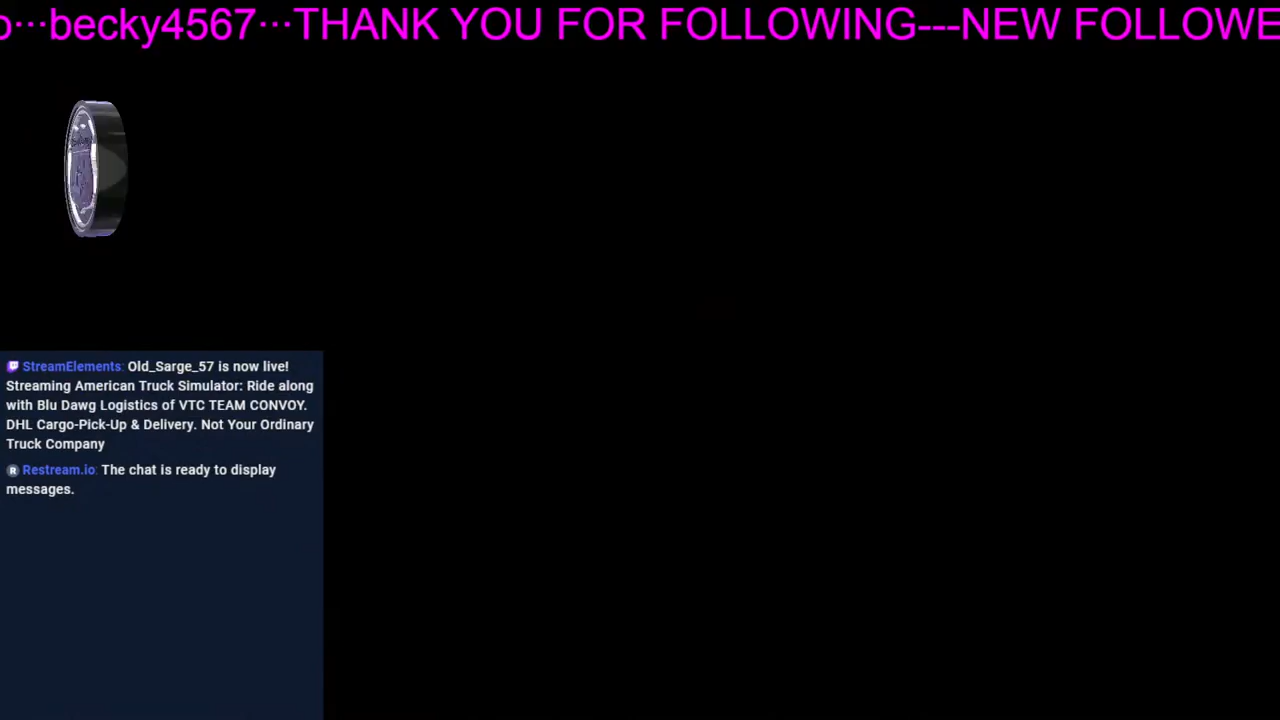 o···becky4567···THANK YOU FOR FOLLOWING---NEW FOLLOWE
StreamElements: Old_Sarge_57 is now live!
Streaming American Truck Simulator: Ride along
with Blu Dawg Logistics of VTC TEAM CONVOY.
DHL Cargo-Pick-Up & Delivery. Not Your Ordinary
Truck Company
Restream.io: The chat is ready to display
messages.